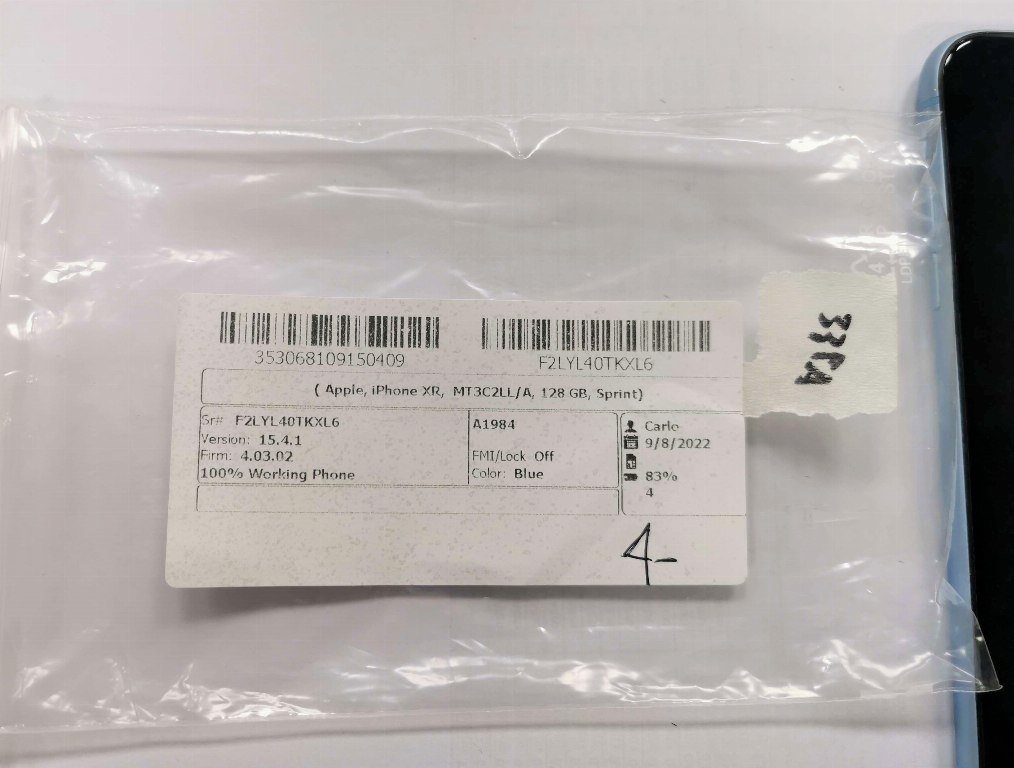 353068109150409
F2LYL40TKXL6
( Apple, iPhone XR, MT3C2LL/A, 128 GB, Sprint)
Sr# F2LYL40TKXL6
Version: 15.4.1
Firm: 4.03.02
100% Working Phone
A1984
FMI/Lock Off
Color: Blue
Carlo
9/8/2022
83%
4
4-